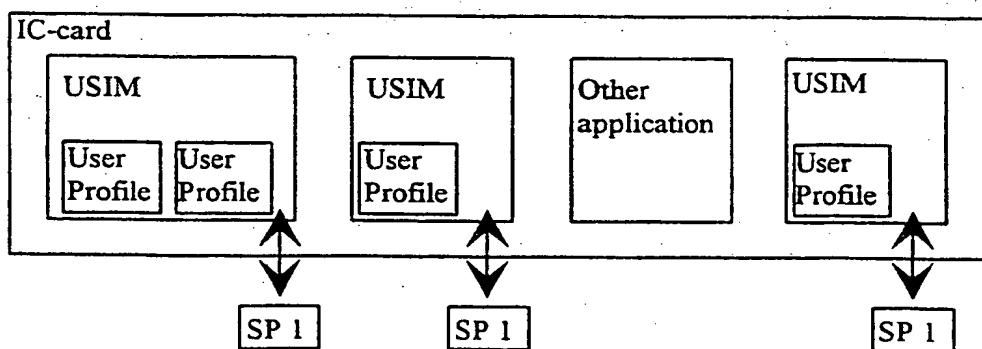 IC-card
USIM
User
Profile
User
Profile
USIM
User
Profile
Other
application
USIM
User
Profile
SP 1
SP 1
SP 1